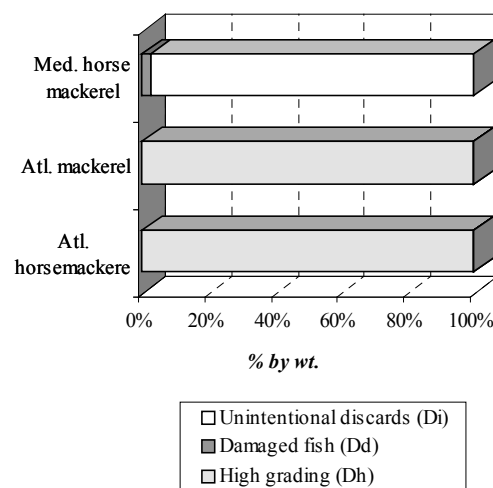 Med. horse
mackerel
Atl. mackerel
Atl.
horsemackere
0% 20% 40% 60% 80% 100%
% by wt.
Unintentional discards (Di)
Damaged fish (Dd)
High grading (Dh)